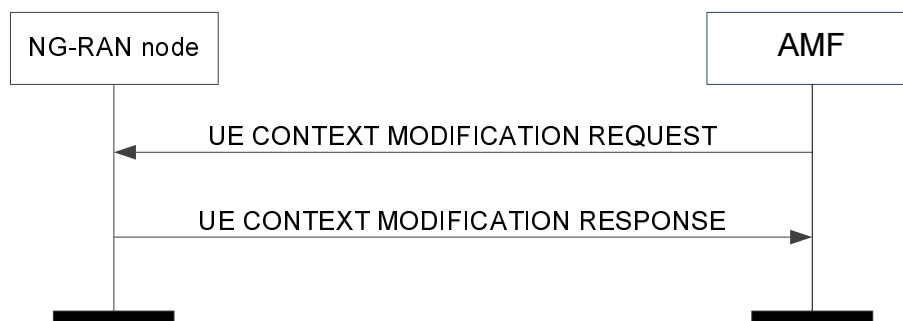 NG-RAN node
AMF
UE CONTEXT MODIFICATION REQUEST
UE CONTEXT MODIFICATION RESPONSE